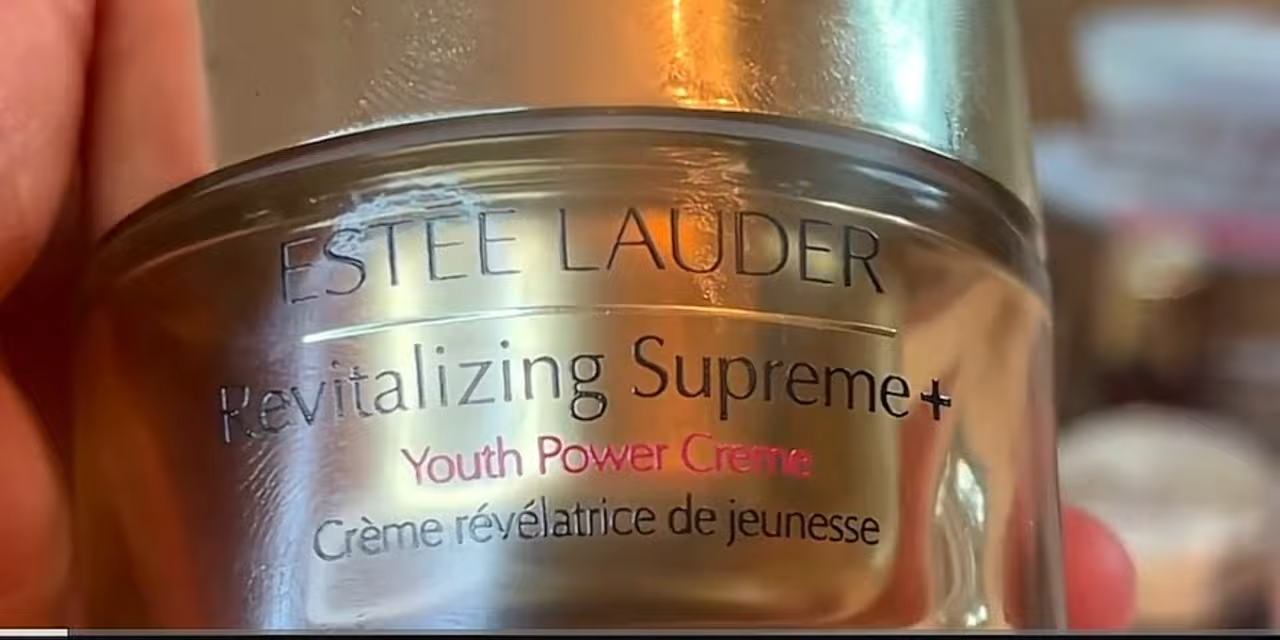 ESTEE LAUDER
Revitalizing Supreme+
Youth Power Creme
Crème révélatrice de jeunesse